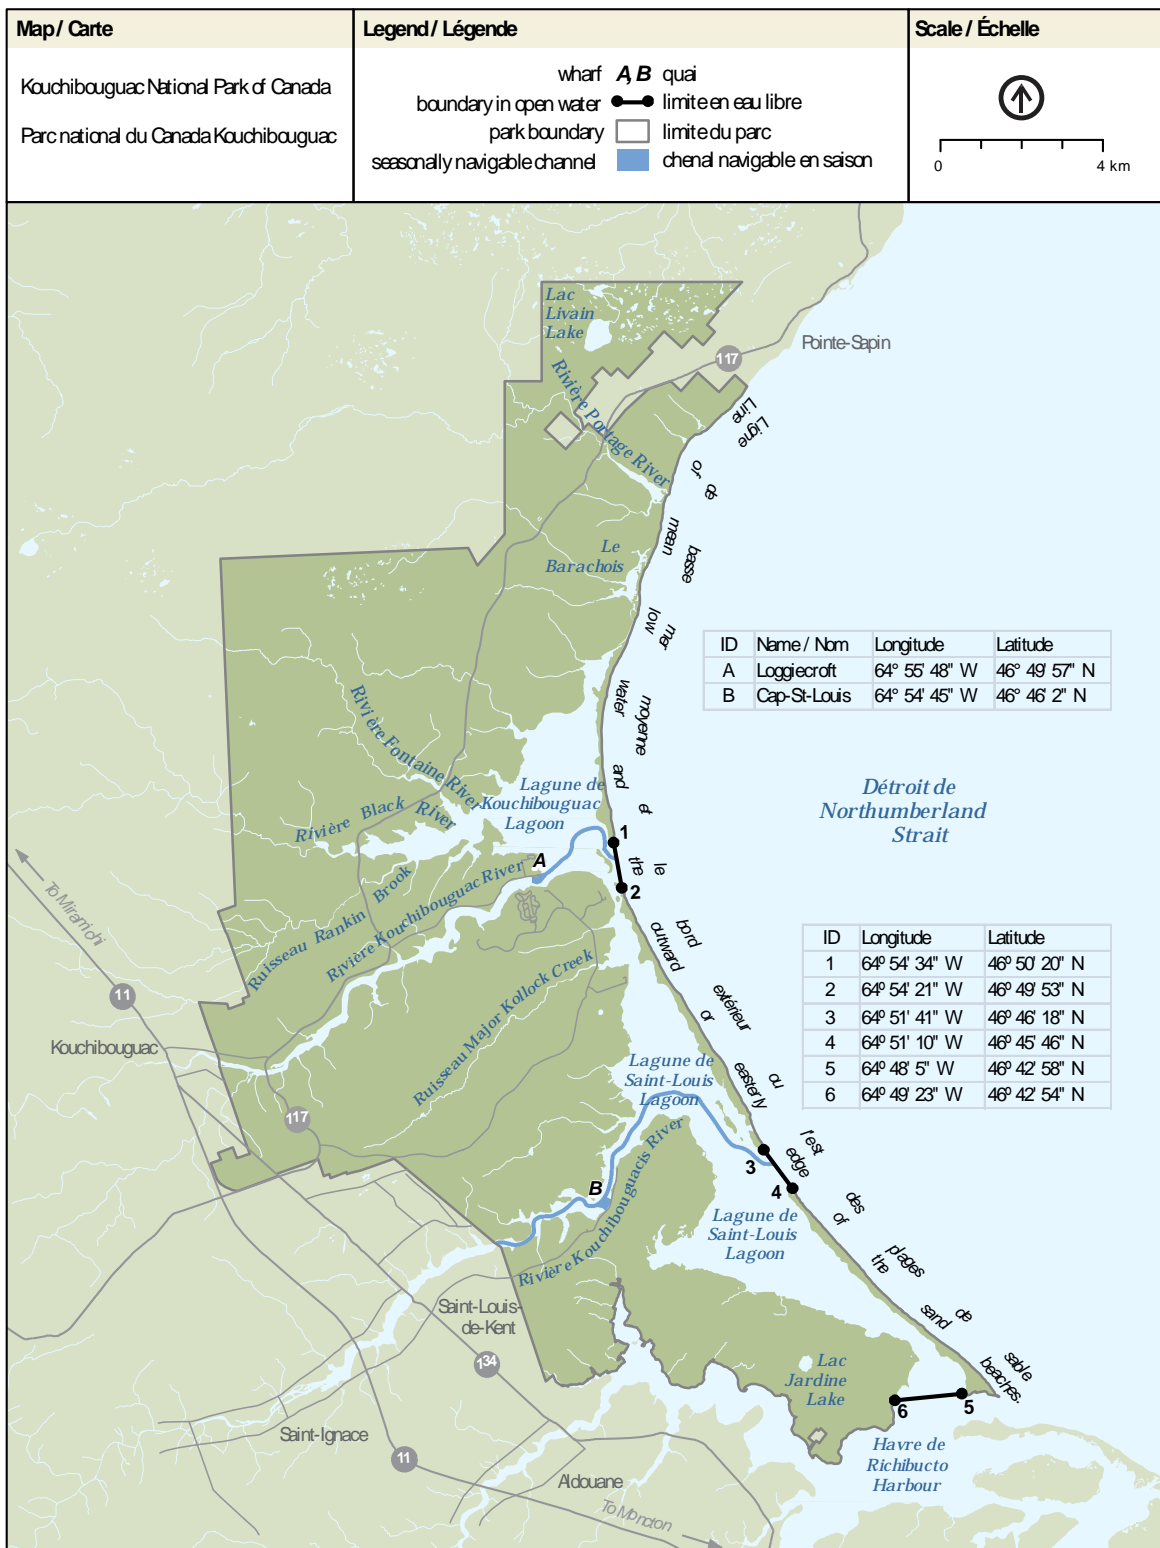 Map / Carte
Legend / Légende
Scale / Échelle
Kouchibouguac National Park of Canada
Parc national du Canada Kouchibouguac
wharf A, B quai
boundary in open water limite en eau libre
park boundary limite du parc
seasonally navigable channel chenal navigable en saison
0 4 km
Lac
Livain
Lake
Pointe-Sapin
117
Rivière Portage River
Ligne de basse mer moyenne et le bord extérieur ou l'est des plages de sable
Line of mean low water and the outward or easterly edge of the sand beaches.
Le
Barachois
ID Name / Nom Longitude Latitude
A Loggiecroft 64° 55' 48" W 46° 49' 57" N
B Cap-St-Louis 64° 54' 45" W 46° 46' 2" N
Rivière Fontaine River
Lagune de
Kouchibouguac
Lagoon
Détroit de
Northumberland
Strait
Rivière Black River
1
A
2
To Miramichi
Ruisseau Rankin Brook
Rivière Kouchibouguac River
ID Longitude Latitude
1 64° 54' 34" W 46° 50' 20" N
2 64° 54' 21" W 46° 49' 53" N
3 64° 51' 41" W 46° 46' 18" N
4 64° 51' 10" W 46° 45' 46" N
5 64° 48' 5" W 46° 42' 58" N
6 64° 49' 23" W 46° 42' 54" N
11
Ruisseau Major Kollock Creek
Kouchibouguac
Lagune de
Saint-Louis
Lagoon
117
3
4
B
Rivière Kouchibouguacis River
Lagune de
Saint-Louis
Lagoon
Saint-Louis-
de-Kent
134
Lac
Jardine
Lake
6
5
Saint-Ignace
11
Havre de
Richibucto
Harbour
Aldouane
To Moncton